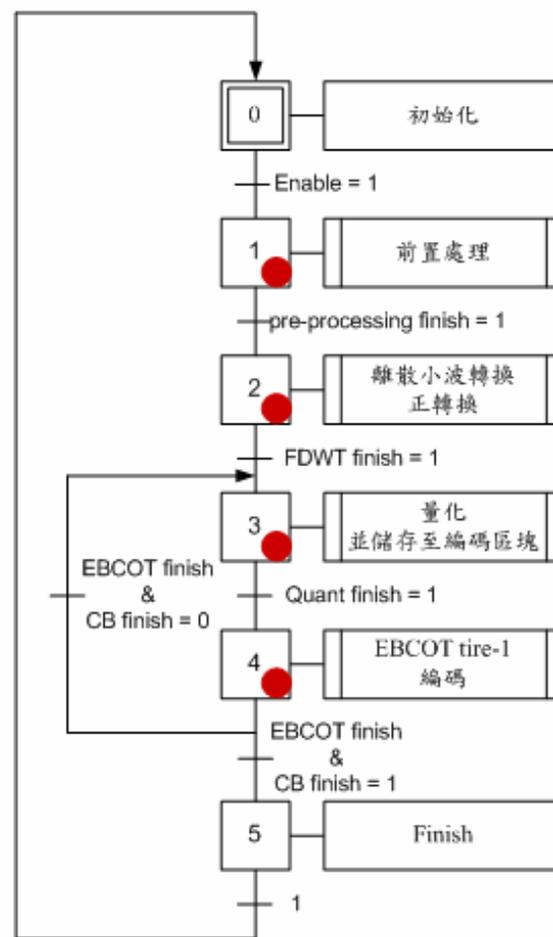 0
初始化
Enable = 1
1
前置處理
pre-processing finish = 1
2
離散小波轉換
正轉換
FDWT finish = 1
3
量化
並儲存至編碼區塊
EBCOT finish
&
CB finish = 0
Quant finish = 1
4
EBCOT tire-1
編碼
EBCOT finish
&
CB finish = 1
5
Finish
1